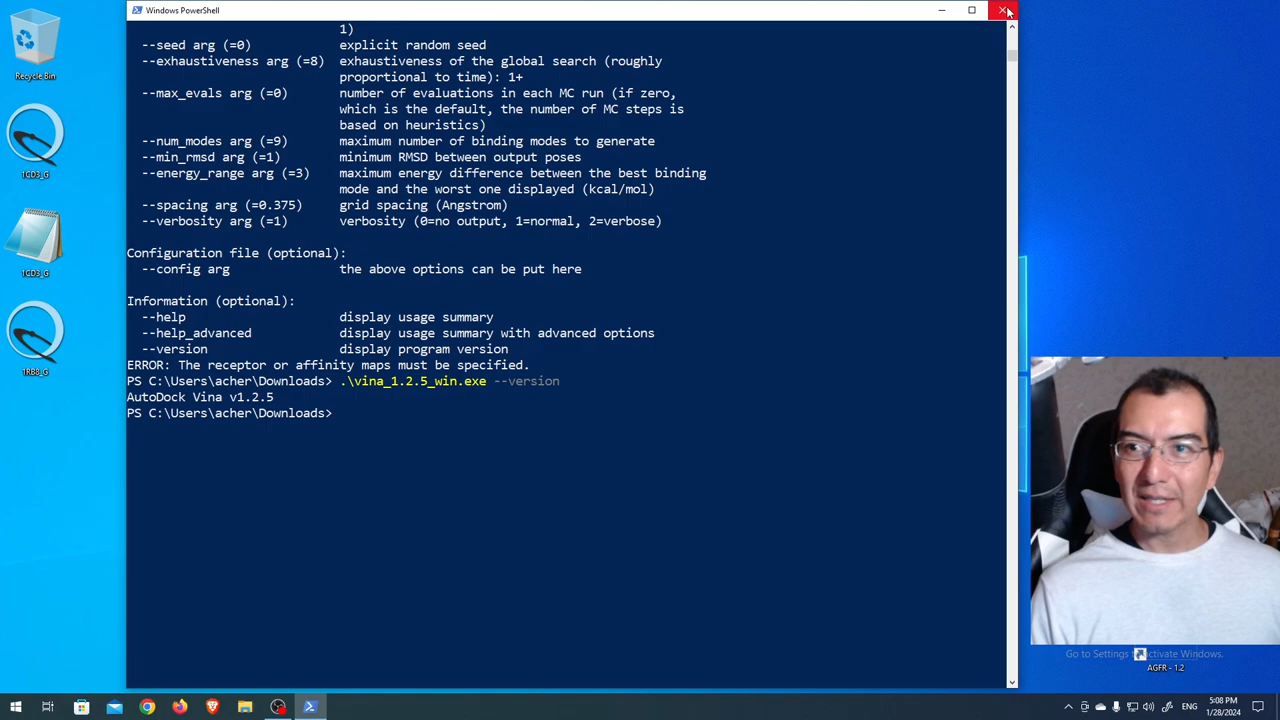 Windows PowerShell
1)
--seed arg (=0) explicit random seed
--exhaustiveness arg (=8) exhaustiveness of the global search (roughly
proportional to time): 1+
--max_evals arg (=0) number of evaluations in each MC run (if zero,
which is the default, the number of MC steps is
based on heuristics)
--num_modes arg (=9) maximum number of binding modes to generate
--min_rmsd arg (=1) minimum RMSD between output poses
--energy_range arg (=3) maximum energy difference between the best binding
mode and the worst one displayed (kcal/mol)
--spacing arg (=0.375) grid spacing (Angstrom)
--verbosity arg (=1) verbosity (0=no output, 1=normal, 2=verbose)
Configuration file (optional):
--config arg the above options can be put here
Information (optional):
--help display usage summary
--help_advanced display usage summary with advanced options
--version display program version
ERROR: The receptor or affinity maps must be specified.
PS C:\Users\acher\Downloads> .\vina_1.2.5_win.exe --version
AutoDock Vina v1.2.5
PS C:\Users\acher\Downloads>
Recycle Bin
1CD3_G
1CD3_G
1RB8_G
Go to Settings to activate Windows.
AGFR - 1.2
ENG
5:08 PM
1/28/2024